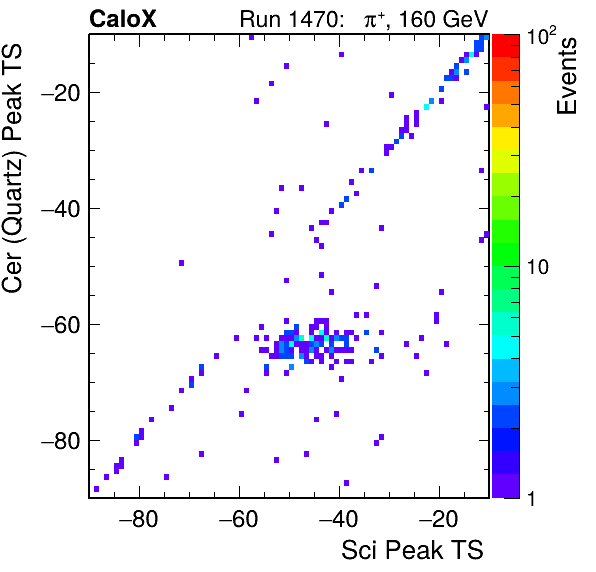 CaloX Run 1470: π⁺, 160 GeV
Cer (Quartz) Peak TS
−20
−40
−60
−80
−80 −60 −40 −20
Sci Peak TS
10²
10
1
Events